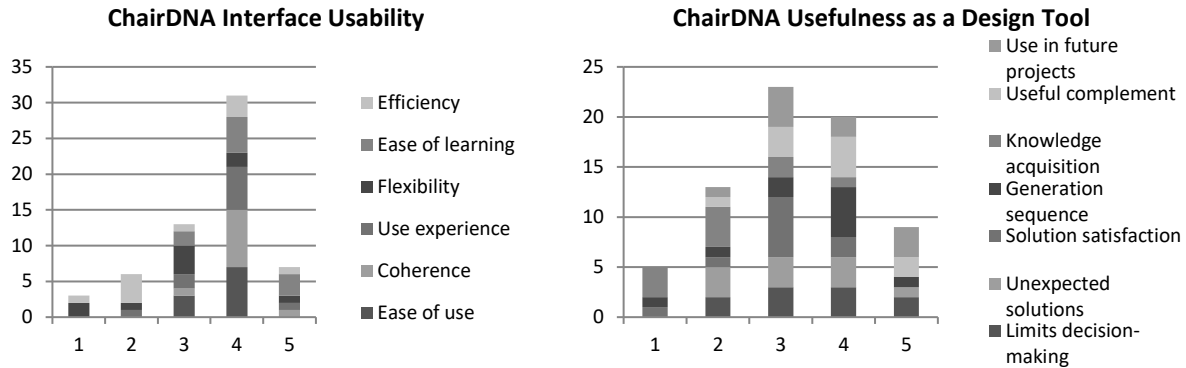 ChairDNA Interface Usability
35
30
25
20
15
10
5
0
1 2 3 4 5
Efficiency
Ease of learning
Flexibility
Use experience
Coherence
Ease of use
ChairDNA Usefulness as a Design Tool
25
20
15
10
5
0
1 2 3 4 5
Use in future
projects
Useful complement
Knowledge
acquisition
Generation
sequence
Solution satisfaction
Unexpected
solutions
Limits decision-
making